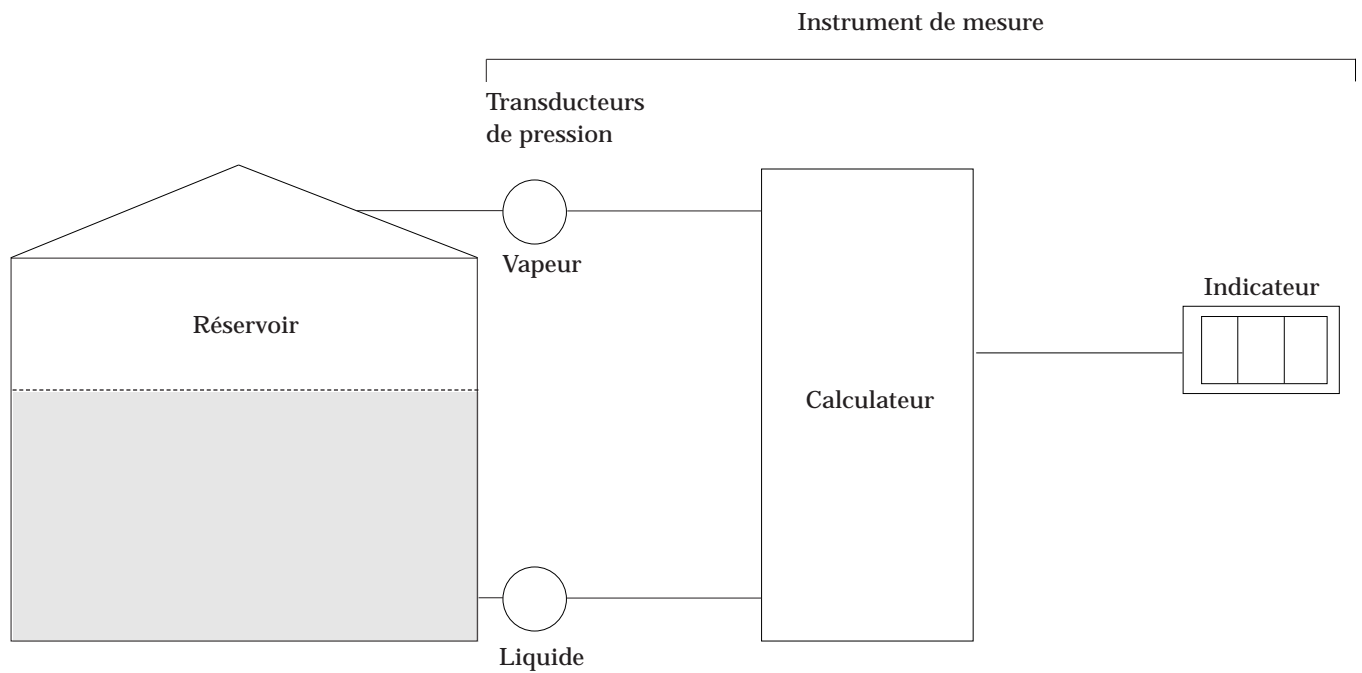 Instrument de mesure
Transducteurs
de pression
Vapeur
Indicateur
Réservoir
Calculateur
Liquide